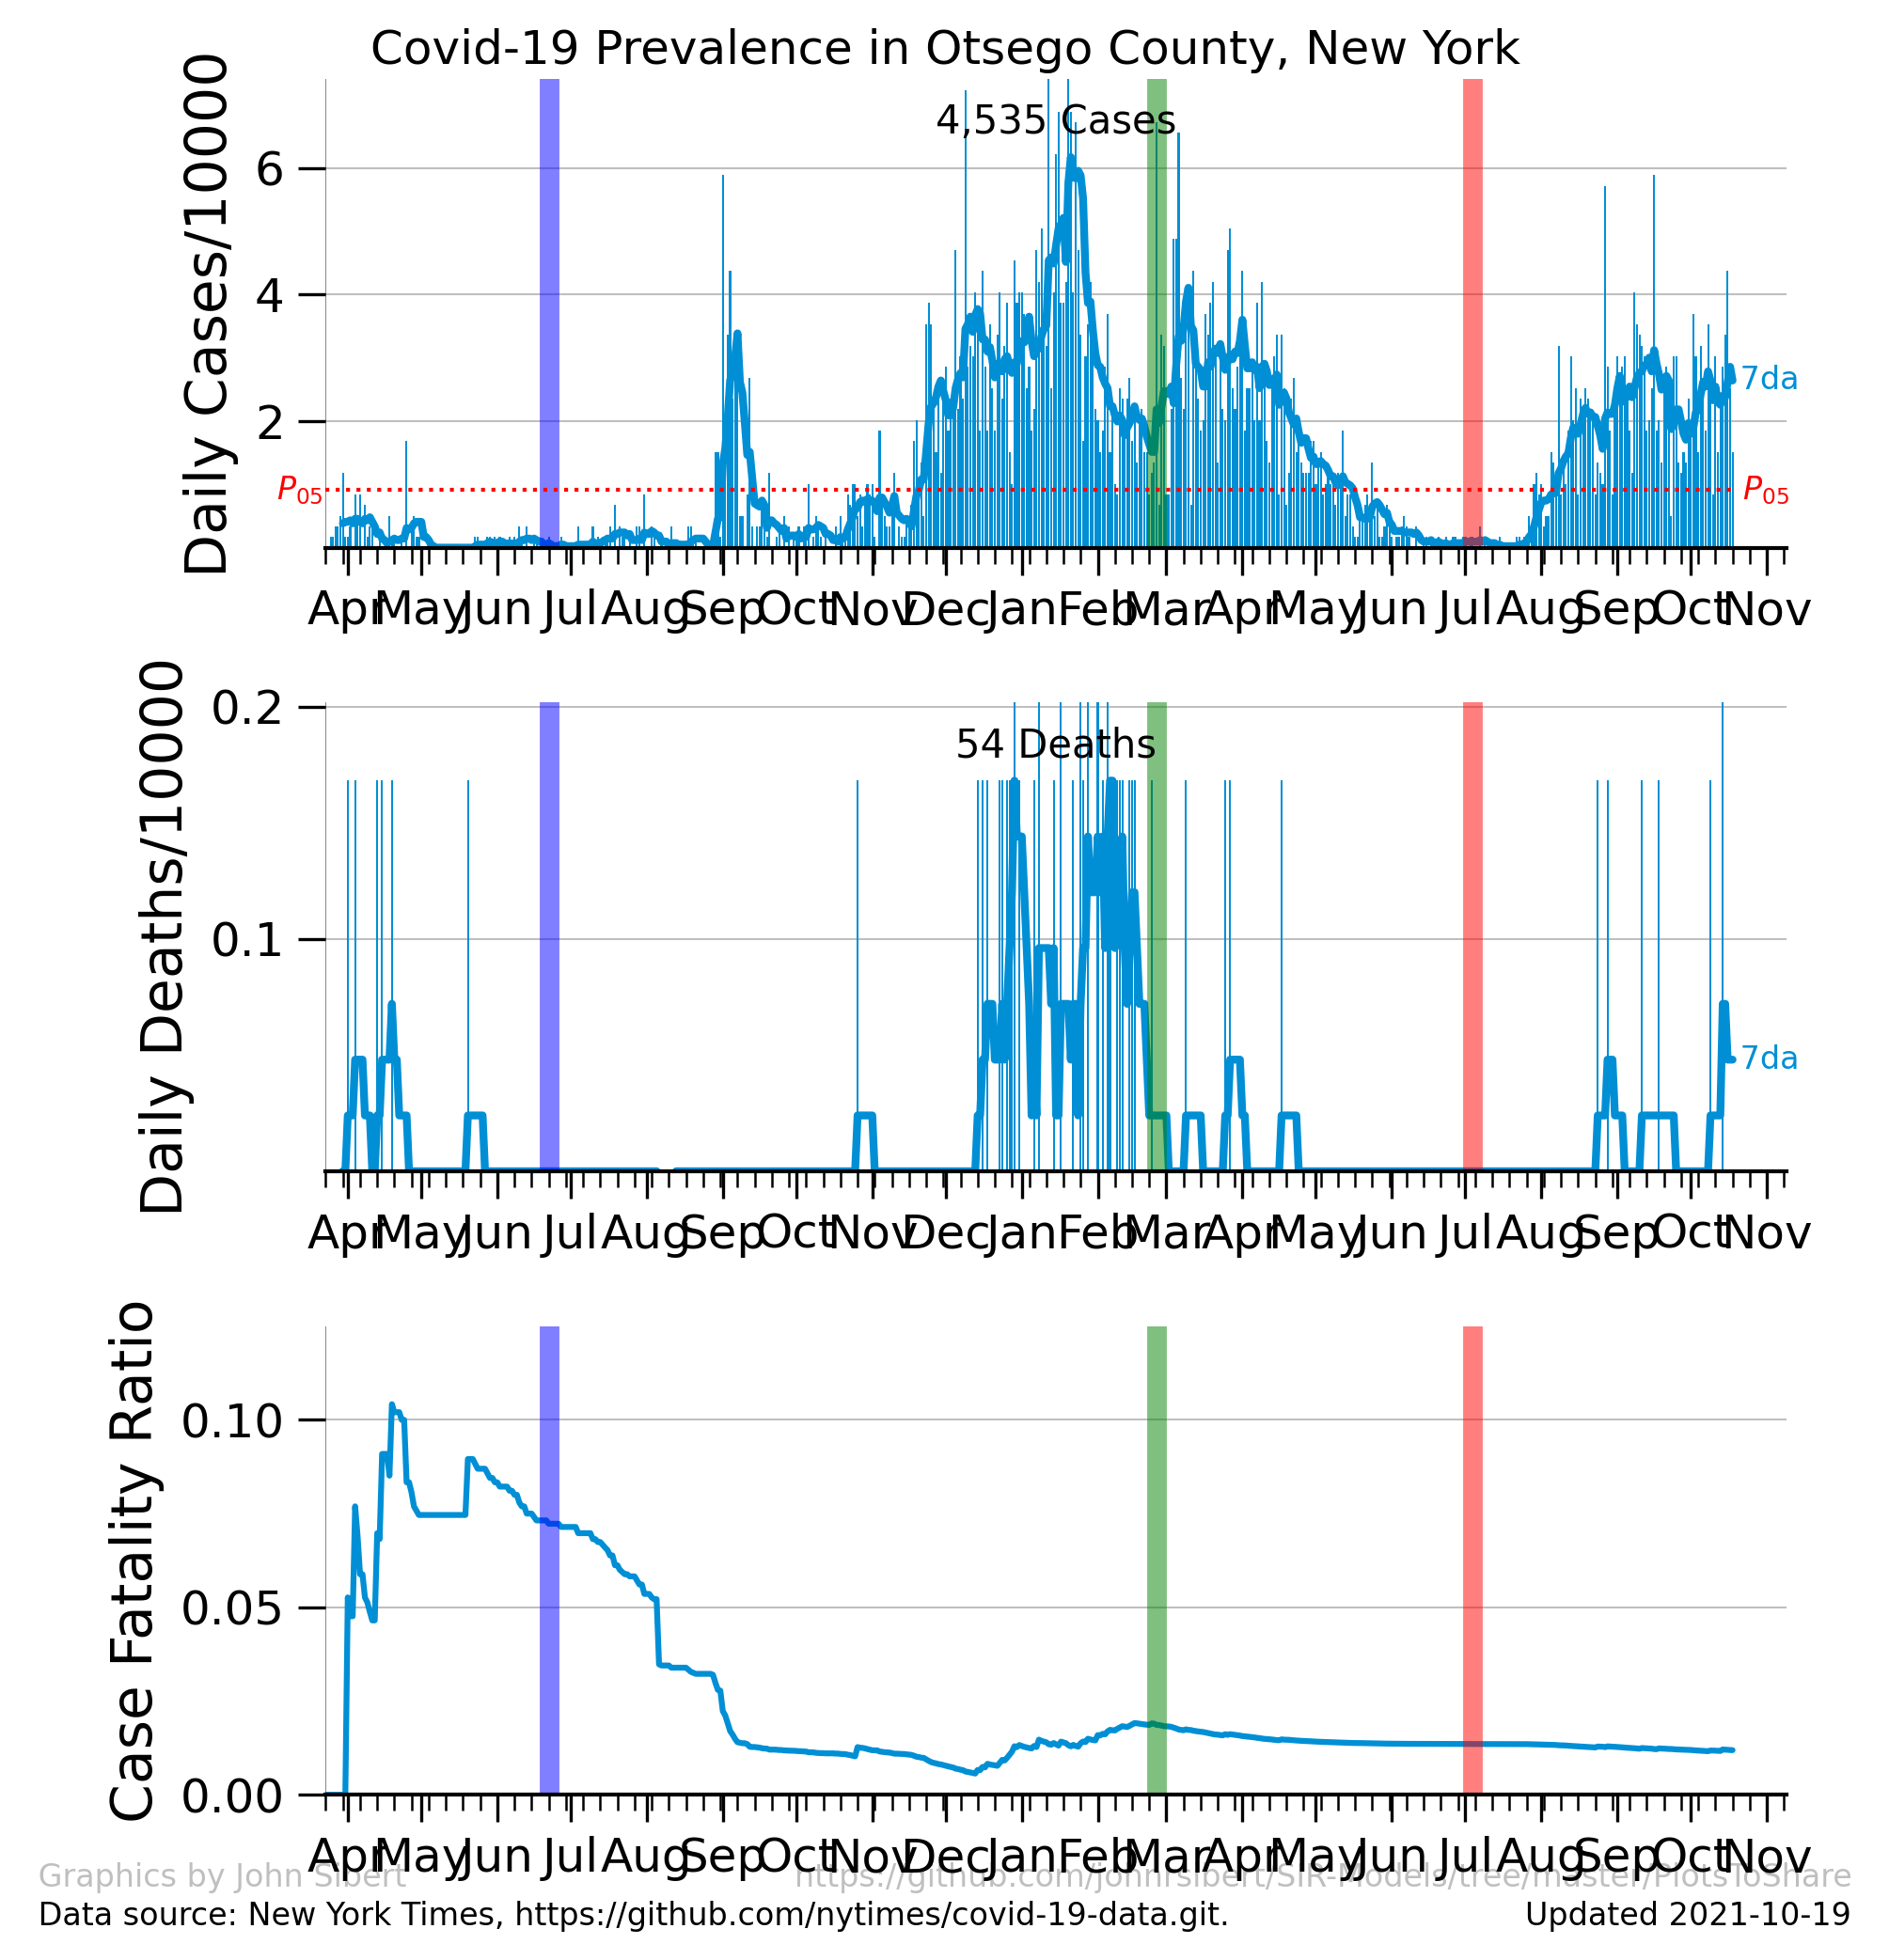 Covid-19 Prevalence in Otsego County, New York
Daily Cases/10000
6
4
2
4,535 Cases
7da
P05
P05
Apr May Jun Jul Aug Sep Oct Nov Dec Jan Feb Mar Apr May Jun Jul Aug Sep Oct Nov
Daily Deaths/10000
0.2
0.1
54 Deaths
7da
Apr May Jun Jul Aug Sep Oct Nov Dec Jan Feb Mar Apr May Jun Jul Aug Sep Oct Nov
Case Fatality Ratio
0.10
0.05
0.00
Apr May Jun Jul Aug Sep Oct Nov Dec Jan Feb Mar Apr May Jun Jul Aug Sep Oct Nov
Graphics by John Sibert https://github.com/johnrsibert/SIR-Models/tree/master/PlotsToShare
Data source: New York Times, https://github.com/nytimes/covid-19-data.git. Updated 2021-10-19